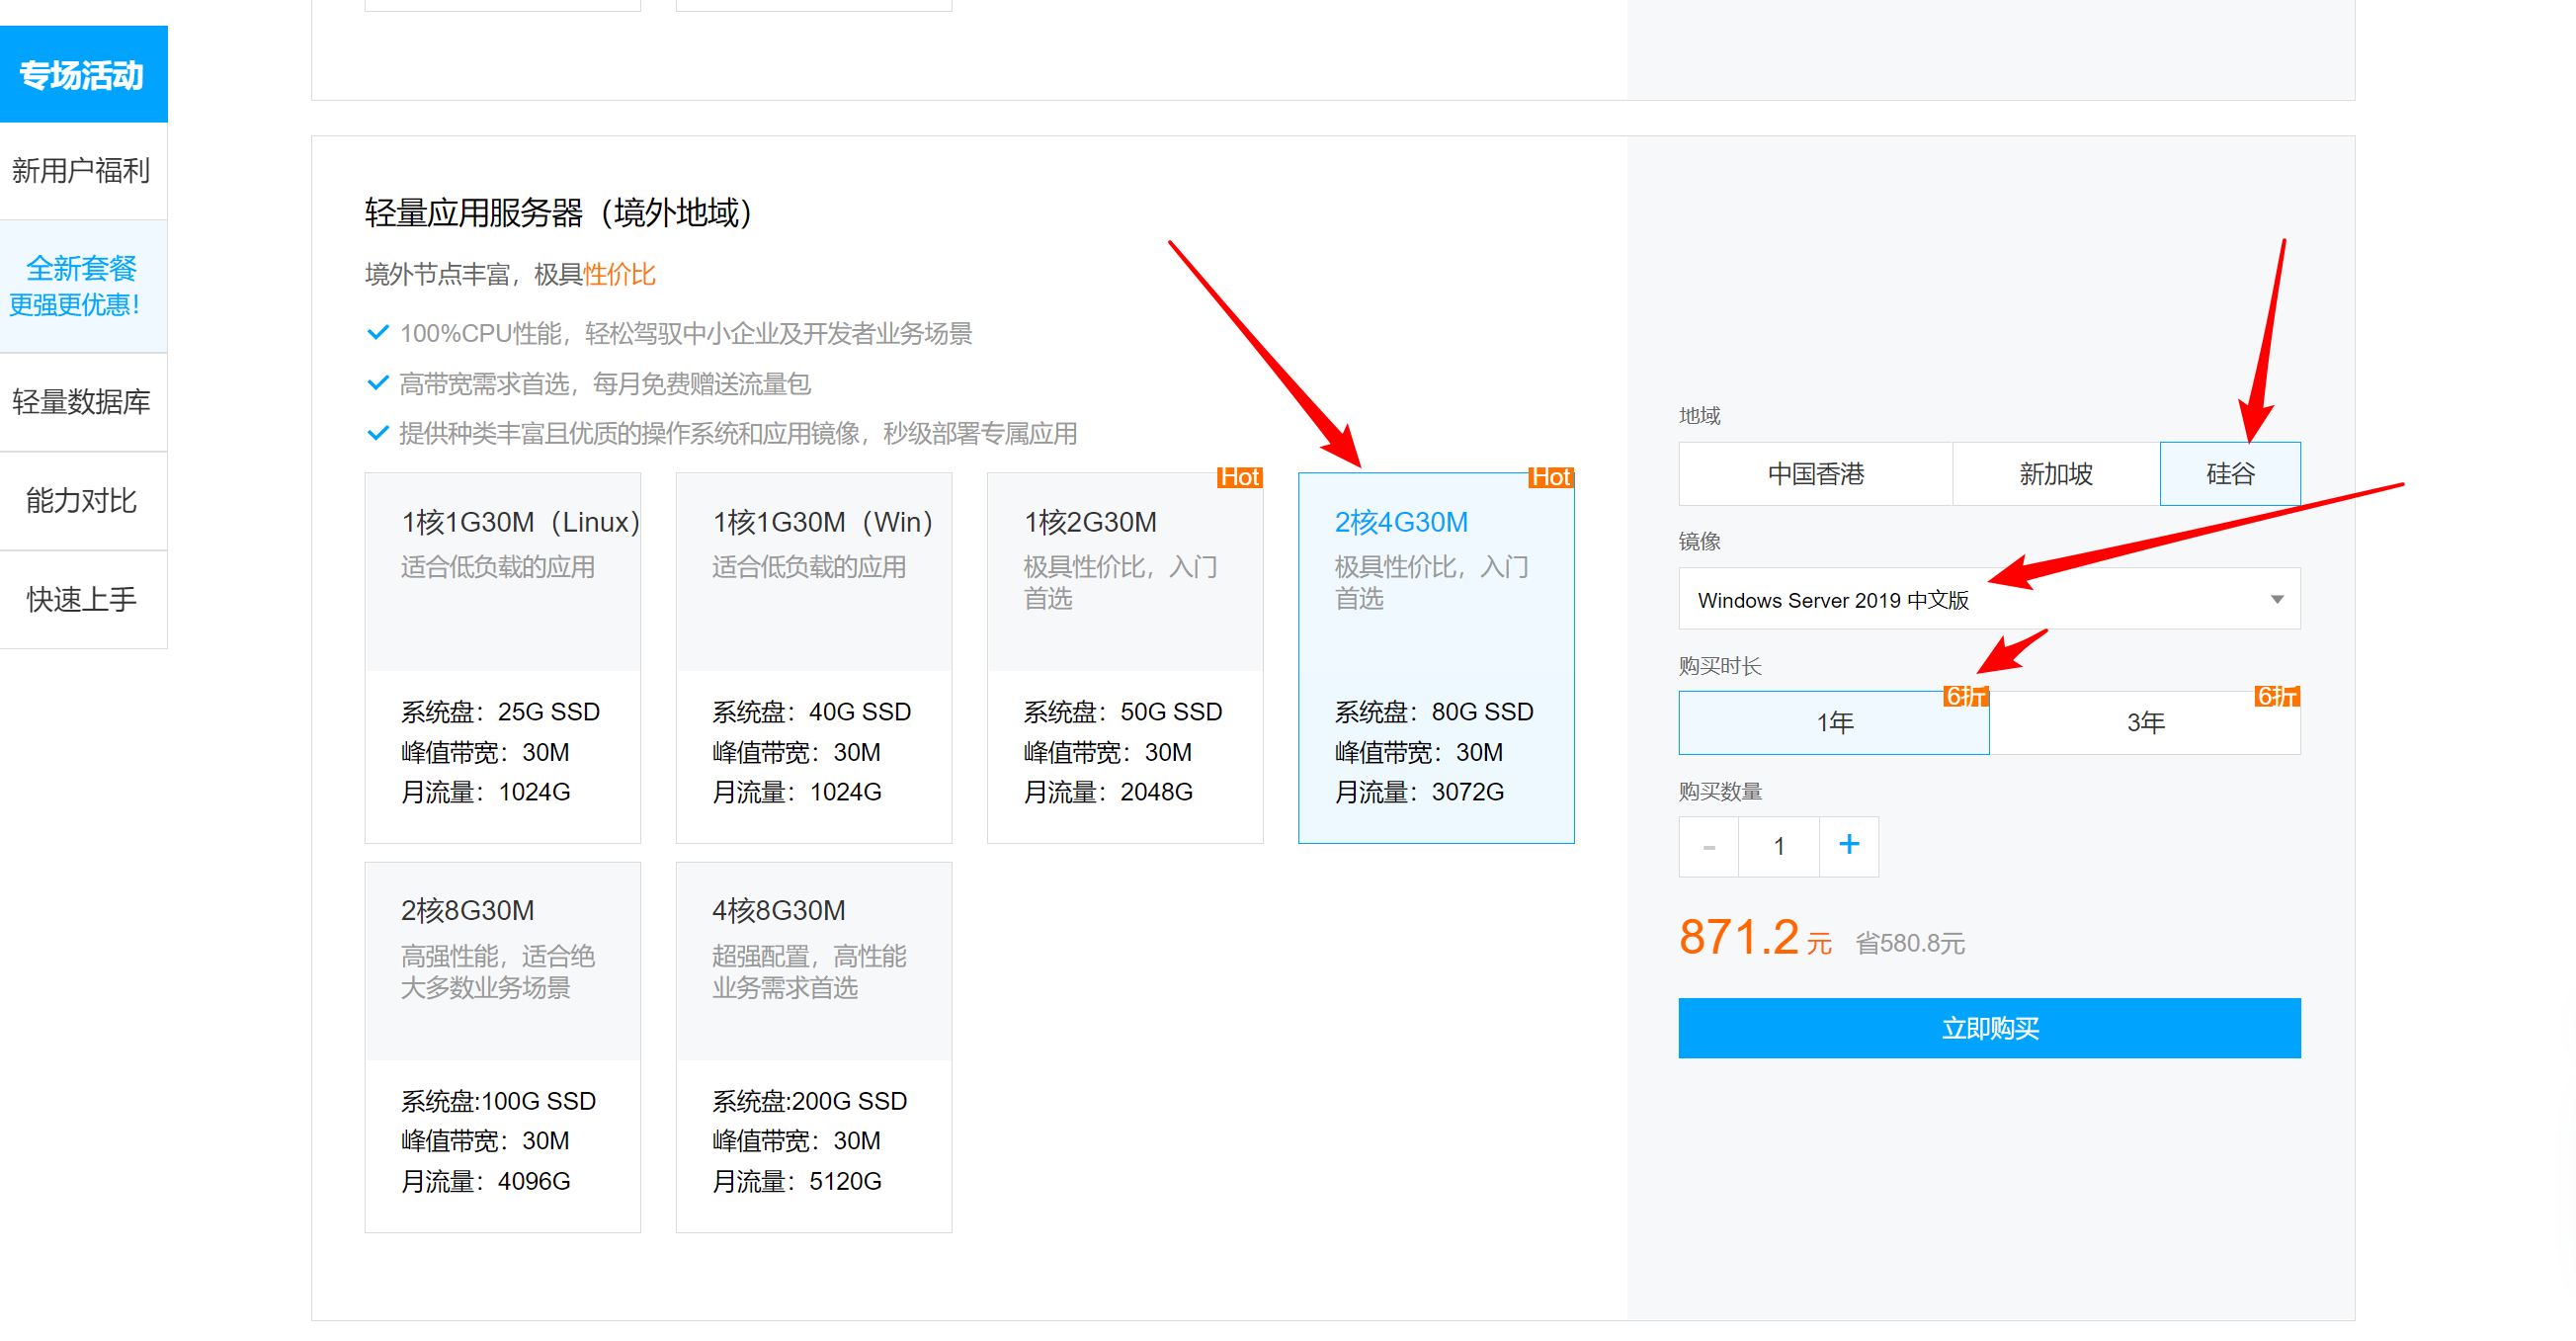 专场活动
新用户福利
全新套餐
更强更优惠！
轻量数据库
能力对比
快速上手
轻量应用服务器（境外地域）
境外节点丰富，极具性价比
100%CPU性能，轻松驾驭中小企业及开发者业务场景
高带宽需求首选，每月免费赠送流量包
提供种类丰富且优质的操作系统和应用镜像，秒级部署专属应用
1核1G30M（Linux）
适合低负载的应用
系统盘：25G SSD
峰值带宽：30M
月流量：1024G
1核1G30M（Win）
适合低负载的应用
系统盘：40G SSD
峰值带宽：30M
月流量：1024G
Hot
1核2G30M
极具性价比，入门
首选
系统盘：50G SSD
峰值带宽：30M
月流量：2048G
Hot
2核4G30M
极具性价比，入门
首选
系统盘：80G SSD
峰值带宽：30M
月流量：3072G
2核8G30M
高强性能，适合绝
大多数业务场景
系统盘:100G SSD
峰值带宽：30M
月流量：4096G
4核8G30M
超强配置，高性能
业务需求首选
系统盘:200G SSD
峰值带宽：30M
月流量：5120G
地域
中国香港 新加坡 硅谷
镜像
Windows Server 2019 中文版
购买时长
6折 6折
1年 3年
购买数量
- 1 +
871.2 元 省580.8元
立即购买